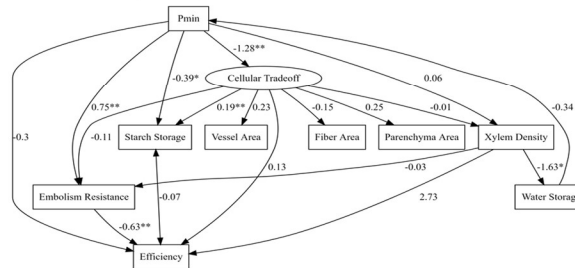 Pmin
-1.28**
Cellular Tradeoff
-0.39*
0.06
0.75**
-0.3
-0.11
0.19**
0.23
-0.15
0.25
-0.01
-0.34
Starch Storage
Vessel Area
Fiber Area
Parenchyma Area
Xylem Density
-1.63*
0.13
-0.03
-0.07
2.73
Embolism Resistance
Water Storag
-0.63**
Efficiency